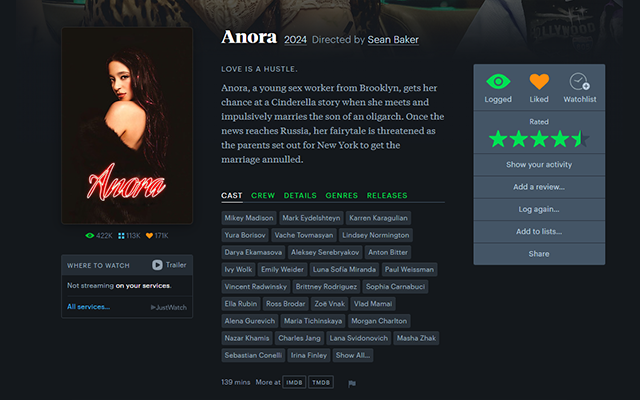 HOLLYWOOD
Anora 2024 Directed by Sean Baker
LOVE IS A HUSTLE.
Anora, a young sex worker from Brooklyn, gets her
chance at a Cinderella story when she meets and
impulsively marries the son of an oligarch. Once the
news reaches Russia, her fairytale is threatened as
the parents set out for New York to get the
marriage annulled.
Anora
422K 113K 171K
WHERE TO WATCH Trailer
Not streaming on your services.
All services... JustWatch
CAST CREW DETAILS GENRES RELEASES
Mikey Madison Mark Eydelshteyn Karren Karagulian
Yura Borisov Vache Tovmasyan Lindsey Normington
Darya Ekamasova Aleksey Serebryakov Anton Bitter
Ivy Wolk Emily Weider Luna Sofía Miranda Paul Weissman
Vincent Radwinsky Brittney Rodriguez Sophia Carnabuci
Ella Rubin Ross Brodar Zoë Vnak Vlad Mamai
Alena Gurevich Maria Tichinskaya Morgan Charlton
Nazar Khamis Charles Jang Lana Svidonovich Masha Zhak
Sebastian Conelli Irina Finley Show All...
139 mins More at IMDB TMDB
Logged Liked Watchlist
Rated
Show your activity
Add a review...
Log again...
Add to lists...
Share